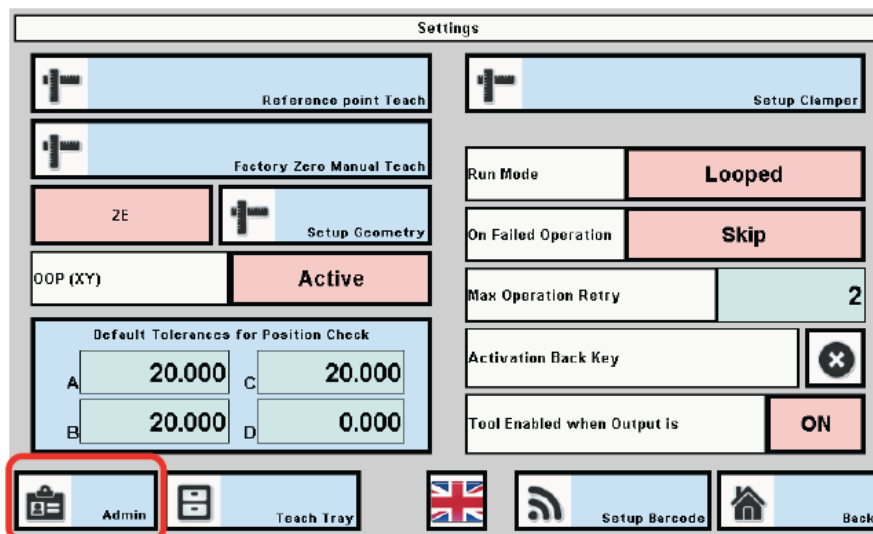 Settings
Reference point Teach
Setup Clamper
Factory Zero Manual Teach
Run Mode
Looped
2E
Setup Geometry
On Failed Operation
Skip
OOP (XY)
Active
Max Operation Retry
2
Default Tolerances for Position Check
A 20.000 C 20.000
B 20.000 D 0.000
Activation Back Key
Tool Enabled when Output is
ON
Admin
Teach Tray
Setup Barcode
Back